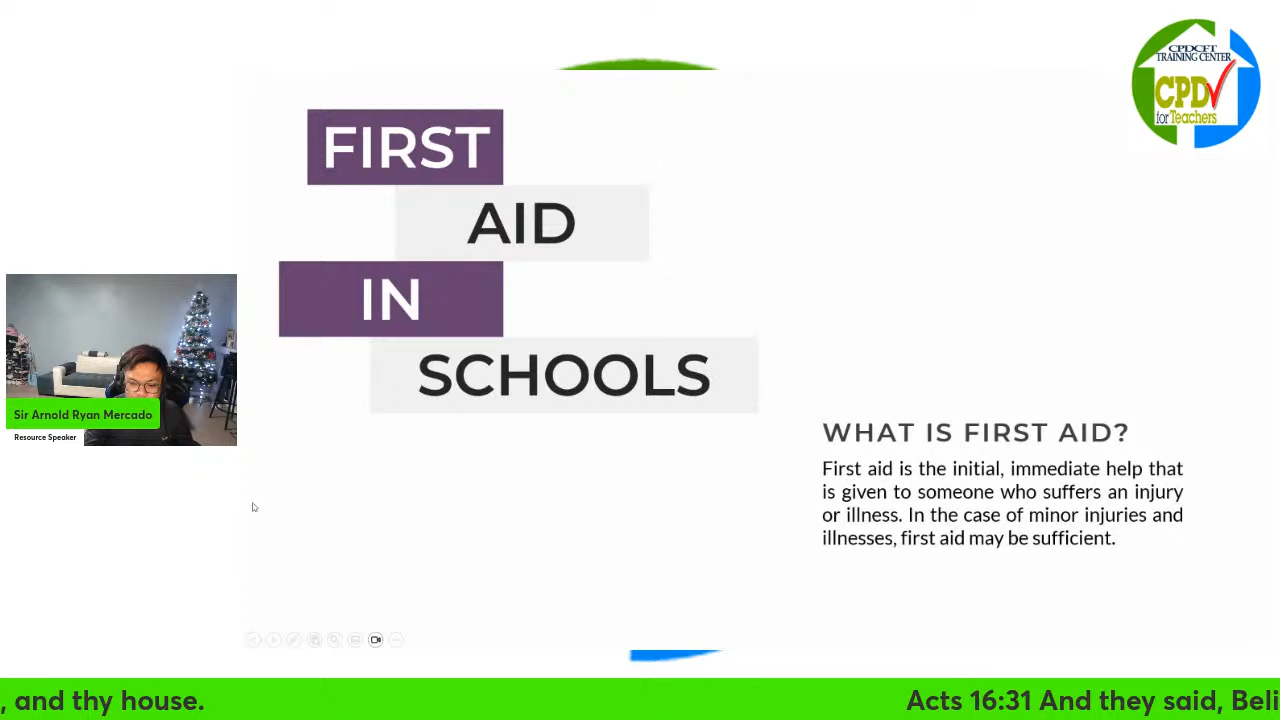 CPDCFT
TRAINING CENTER
CPD
for Teachers
FIRST
AID
IN
SCHOOLS
Sir Arnold Ryan Mercado
Resource Speaker
WHAT IS FIRST AID?
First aid is the initial, immediate help that
is given to someone who suffers an injury
or illness. In the case of minor injuries and
illnesses, first aid may be sufficient.
, and thy house. Acts 16:31 And they said, Beli